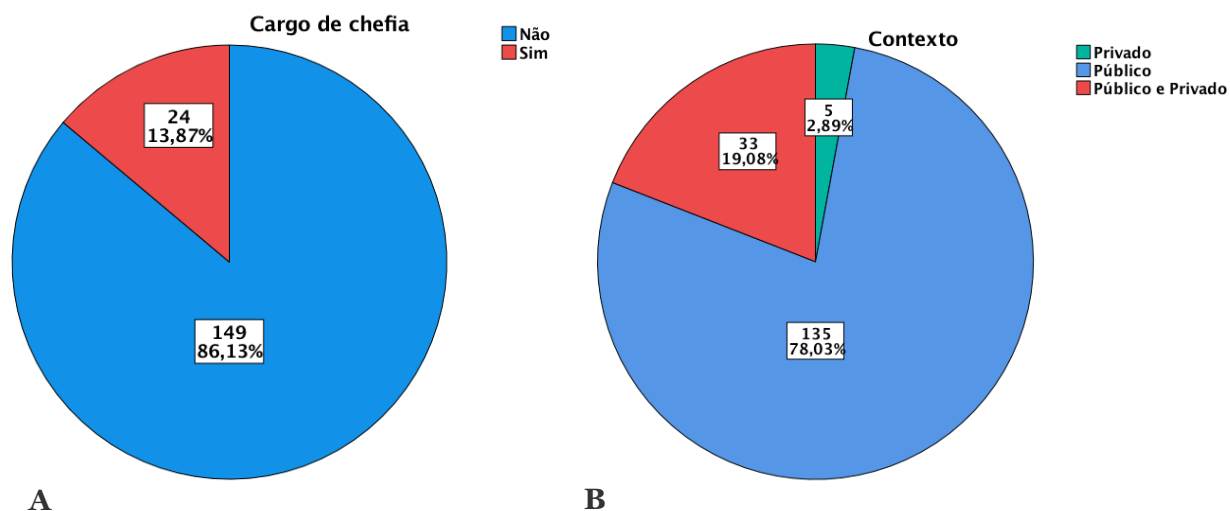 Cargo de chefia
Não
Sim
24
13,87%
149
86,13%
A
Contexto
Privado
Público
Público e Privado
5
2,89%
33
19,08%
135
78,03%
B